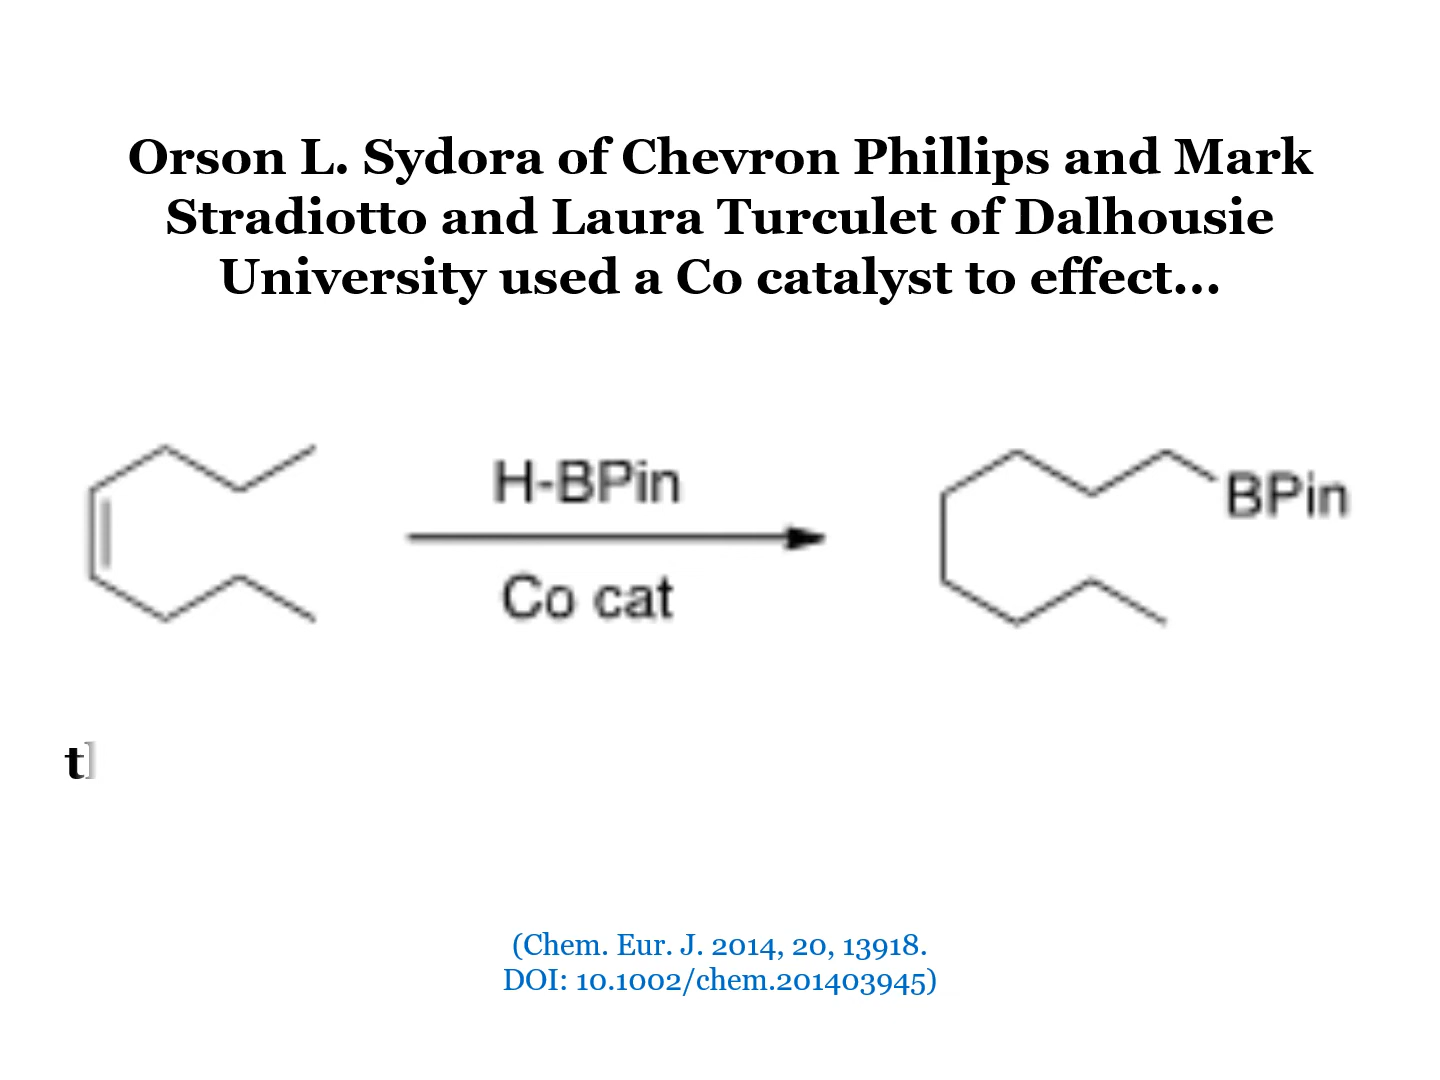 Orson L. Sydora of Chevron Phillips and Mark
Stradiotto and Laura Turculet of Dalhousie
University used a Co catalyst to effect...
H-BPin
BPin
Co cat
(Chem. Eur. J. 2014, 20, 13918.
DOI: 10.1002/chem.201403945)